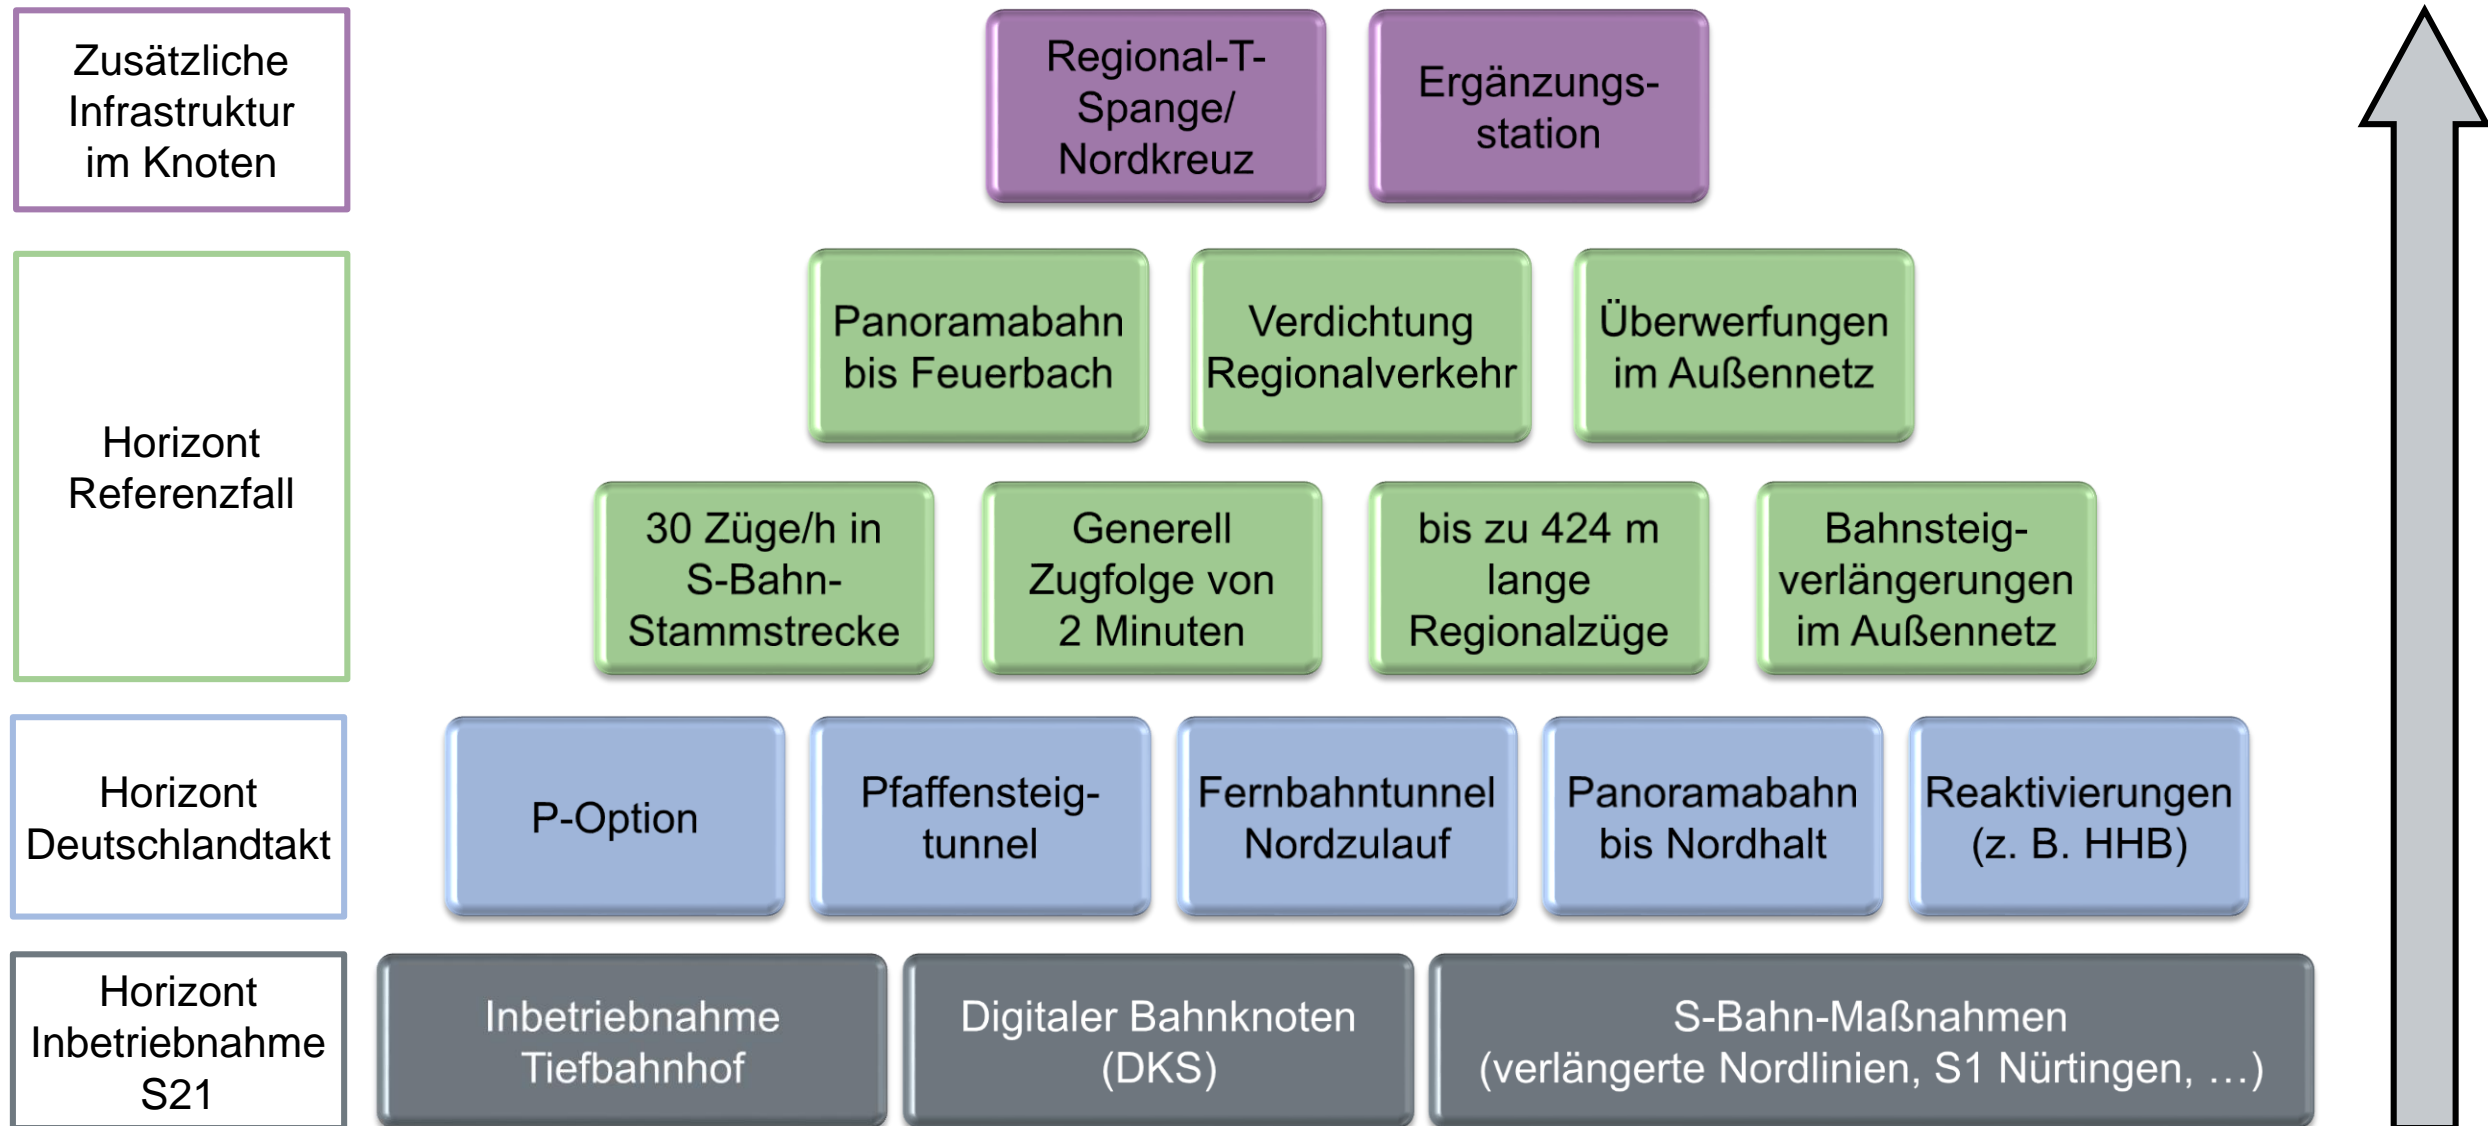 Zusätzliche
Infrastruktur
im Knoten
Regional-T-
Spange/
Nordkreuz
Ergänzungs-
station
Horizont
Referenzfall
Panoramabahn
bis Feuerbach
Verdichtung
Regionalverkehr
Überwerfungen
im Außennetz
30 Züge/h in
S-Bahn-
Stammstrecke
Generell
Zugfolge von
2 Minuten
bis zu 424 m
lange
Regionalzüge
Bahnsteig-
verlängerungen
im Außennetz
Horizont
Deutschlandtakt
P-Option
Pfaffensteig-
tunnel
Fernbahntunnel
Nordzulauf
Panoramabahn
bis Nordhalt
Reaktivierungen
(z. B. HHB)
Horizont
Inbetriebnahme
S21
Inbetriebnahme
Tiefbahnhof
Digitaler Bahnknoten
(DKS)
S-Bahn-Maßnahmen
(verlängerte Nordlinien, S1 Nürtingen, …)